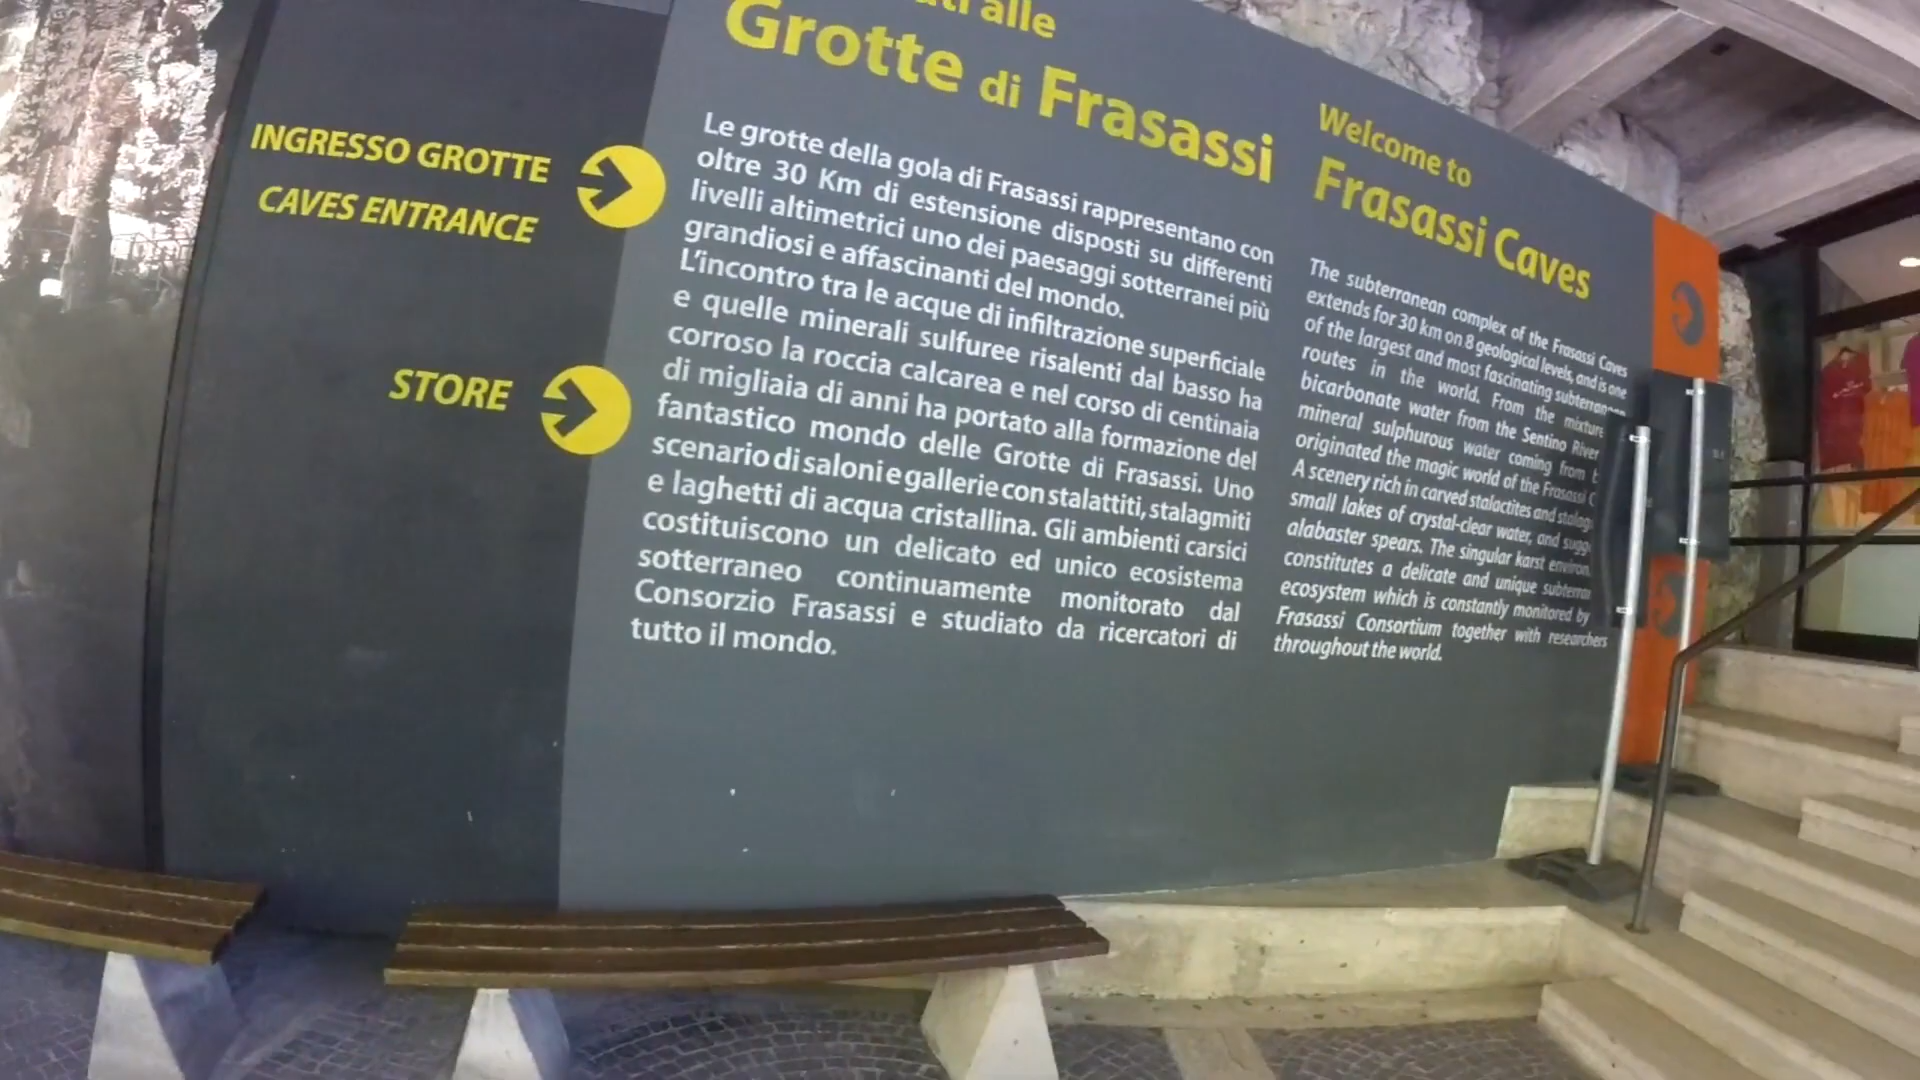 INGRESSO GROTTE
CAVES ENTRANCE
STORE
alle
Grotte di Frasassi
Le grotte della gola di Frasassi rappresentano con
oltre 30 Km di estensione disposti su differenti
livelli altimetrici uno dei paesaggi sotterranei più
grandiosi e affascinanti del mondo.
L'incontro tra le acque di infiltrazione superficiale
e quelle minerali sulfuree risalenti dal basso ha
corroso la roccia calcarea e nel corso di centinaia
di migliaia di anni ha portato alla formazione del
fantastico mondo delle Grotte di Frasassi. Uno
scenario di saloni e gallerie con stalattiti, stalagmiti
e laghetti di acqua cristallina. Gli ambienti carsici
costituiscono un delicato ed unico ecosistema
sotterraneo continuamente monitorato dal
Consorzio Frasassi e studiato da ricercatori di
tutto il mondo.
Welcome to
Frasassi Caves
The subterranean complex of the Frasassi Caves
extends for 30 km on 8 geological levels, and is one
of the largest and most fascinating
routes in the world. From the mixture
bicarbonate water from the Sentino River
mineral sulphurous water coming from
originated the magic world of the Frasassi
A scenery rich in carved stalactites and
small lakes of crystal-clear water, and
alabaster spears. The singular karst
constitutes a delicate and unique
ecosystem which is constantly monitored by
Frasassi Consortium together with researchers
throughout the world.